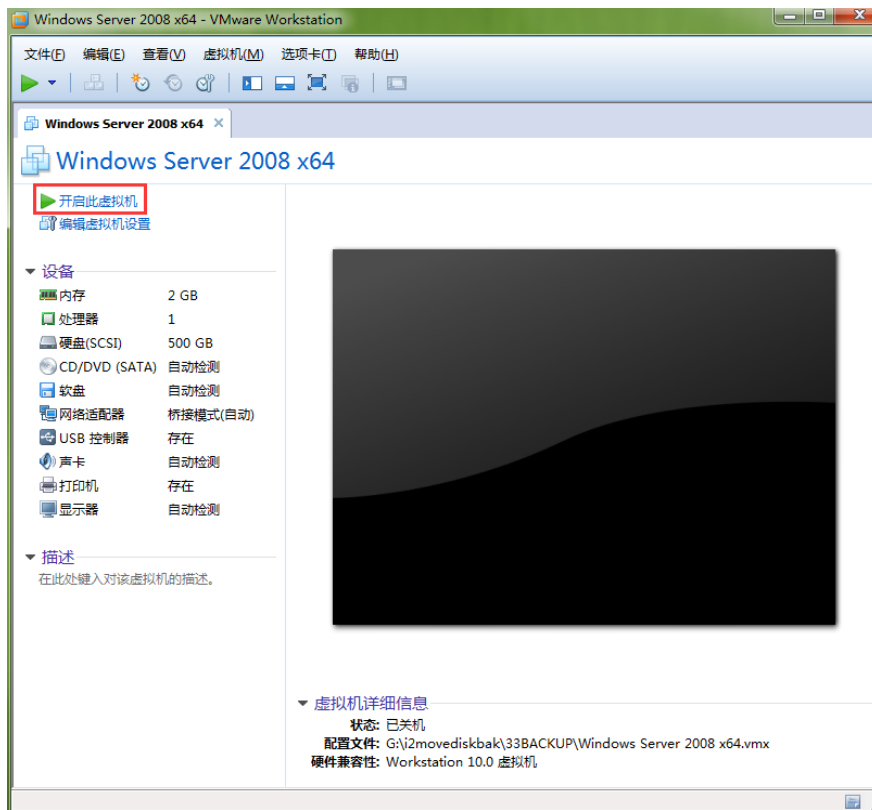 Windows Server 2008 x64 - VMware Workstation
文件(F) 编辑(E) 查看(V) 虚拟机(M) 选项卡(T) 帮助(H)
Windows Server 2008 x64
Windows Server 2008 x64
开启此虚拟机
编辑虚拟机设置
设备
内存 2 GB
处理器 1
硬盘(SCSI) 500 GB
CD/DVD (SATA) 自动检测
软盘 自动检测
网络适配器 桥接模式(自动)
USB 控制器 存在
声卡 自动检测
打印机 存在
显示器 自动检测
描述
在此处键入对该虚拟机的描述。
虚拟机详细信息
状态: 已关机
配置文件: G:\i2movediskbak\33BACKUP\Windows Server 2008 x64.vmx
硬件兼容性: Workstation 10.0 虚拟机